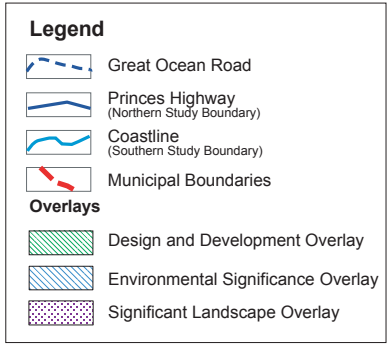 Legend
Great Ocean Road
Princes Highway
(Northern Study Boundary)
Coastline
(Southern Study Boundary)
Municipal Boundaries
Overlays
Design and Development Overlay
Environmental Significance Overlay
Significant Landscape Overlay